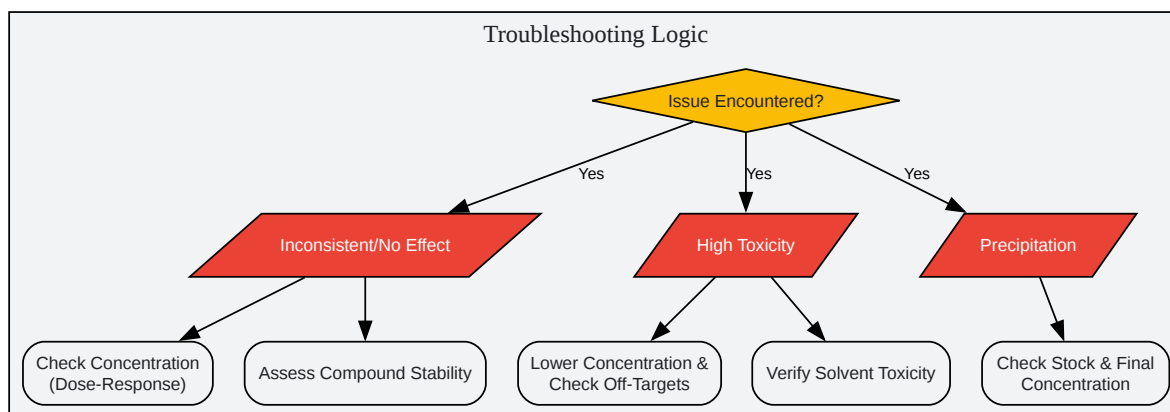 Troubleshooting Logic
Issue Encountered?
Yes
Yes
Yes
Inconsistent/No Effect
High Toxicity
Precipitation
Check Concentration
(Dose-Response)
Assess Compound Stability
Lower Concentration &
Check Off-Targets
Verify Solvent Toxicity
Check Stock & Final
Concentration